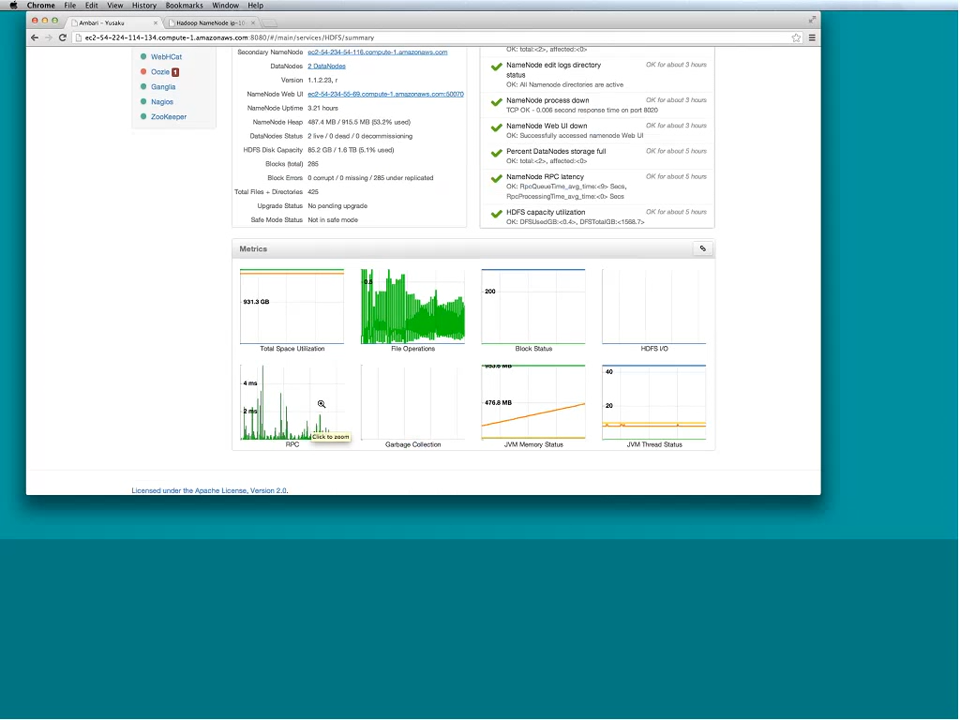 Chrome File Edit View History Bookmarks Window Help
Ambari - Yusaku
Hadoop NameNode ip-10-
ec2-54-224-114-134.compute-1.amazonaws.com:8080/#/main/services/HDFS/summary
WebHCat
Oozie 1
Ganglia
Nagios
ZooKeeper
Secondary NameNode ec2-54-234-54-116.compute-1.amazonaws.com
DataNodes 2 DataNodes
Version 1.1.2.23, r
NameNode Web UI ec2-54-234-55-69.compute-1.amazonaws.com:50070
NameNode Uptime 3.21 hours
NameNode Heap 487.4 MB / 915.5 MB (53.2% used)
DataNodes Status 2 live / 0 dead / 0 decommissioning
HDFS Disk Capacity 85.2 GB / 1.6 TB (5.1% used)
Blocks (total) 285
Block Errors 0 corrupt / 0 missing / 285 under replicated
Total Files + Directories 425
Upgrade Status No pending upgrade
Safe Mode Status Not in safe mode
OK: total:<2>, affected:<0>
NameNode edit logs directory status OK for about 3 hours
OK: All Namenode directories are active
NameNode process down OK for about 3 hours
TCP OK - 0.006 second response time on port 8020
NameNode Web UI down OK for about 3 hours
OK: Successfully accessed namenode Web UI
Percent DataNodes storage full OK for about 5 hours
OK: total:<2>, affected:<0>
NameNode RPC latency OK for about 5 hours
OK: RpcQueueTime_avg_time:<9> Secs,
RpcProcessingTime_avg_time:<0> Secs
HDFS capacity utilization OK for about 5 hours
OK: DFSUsedGB:<0.4>, DFSTotalGB:<1568.7>
Metrics
931.3 GB
Total Space Utilization
0.5
File Operations
200
Block Status
HDFS I/O
4 ms
2 ms
Click to zoom
RPC
Garbage Collection
953.6 MB
476.8 MB
JVM Memory Status
40
20
JVM Thread Status
Licensed under the Apache License, Version 2.0.